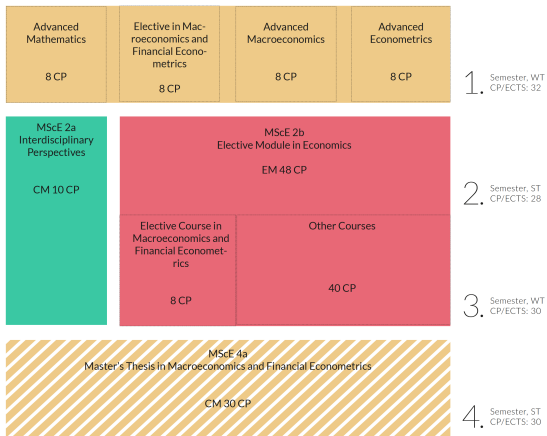 Advanced
Mathematics
8 CP
Elective in Mac-
roeconomics and
Financial Econo-
metrics
8 CP
Advanced
Macroeconomics
8 CP
Advanced
Econometrics
8 CP
1. Semester, WT
CP/ECTS: 32
MScE 2a
Interdisciplinary
Perspectives
CM 10 CP
MScE 2b
Elective Module in Economics
EM 48 CP
2. Semester, ST
CP/ECTS: 28
Elective Course in
Macroeconomics and
Financial Economet-
rics
8 CP
Other Courses
40 CP
3. Semester, WT
CP/ECTS: 30
MScE 4a
Master's Thesis in Macroeconomics and Financial Econometrics
CM 30 CP
4. Semester, ST
CP/ECTS: 30